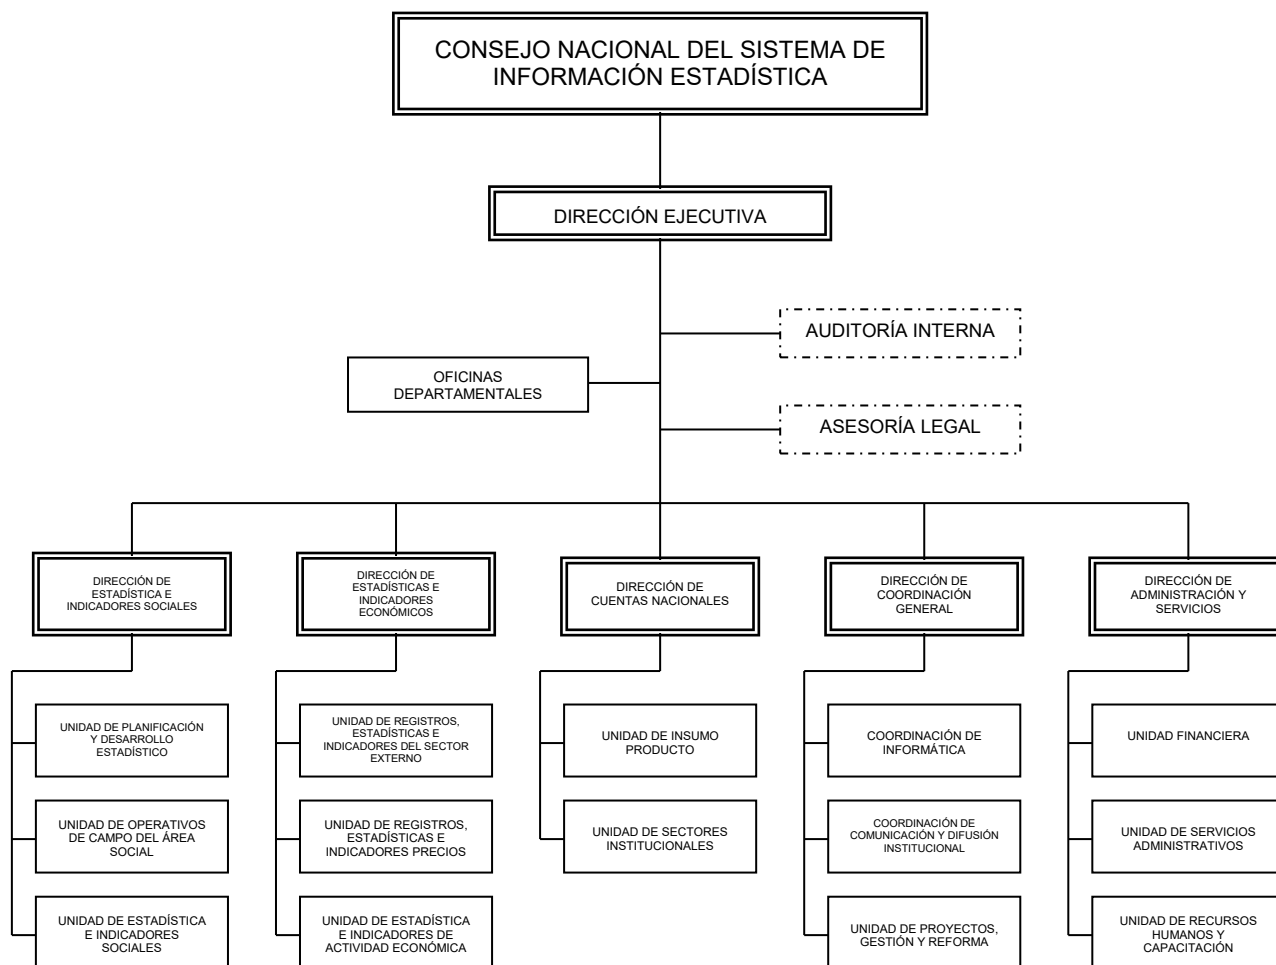 CONSEJO NACIONAL DEL SISTEMA DE
INFORMACIÓN ESTADÍSTICA
DIRECCIÓN EJECUTIVA
AUDITORÍA INTERNA
OFICINAS
DEPARTAMENTALES
ASESORÍA LEGAL
DIRECCIÓN DE
ESTADÍSTICA E
INDICADORES SOCIALES
DIRECCIÓN DE
ESTADÍSTICAS E
INDICADORES
ECONÓMICOS
DIRECCIÓN DE
CUENTAS NACIONALES
DIRECCIÓN DE
COORDINACIÓN
GENERAL
DIRECCIÓN DE
ADMINISTRACIÓN Y
SERVICIOS
UNIDAD DE PLANIFICACIÓN
Y DESARROLLO
ESTADÍSTICO
UNIDAD DE REGISTROS,
ESTADÍSTICAS E
INDICADORES DEL SECTOR
EXTERNO
UNIDAD DE INSUMO
PRODUCTO
COORDINACIÓN DE
INFORMÁTICA
UNIDAD FINANCIERA
UNIDAD DE OPERATIVOS
DE CAMPO DEL ÁREA
SOCIAL
UNIDAD DE REGISTROS,
ESTADÍSTICAS E
INDICADORES PRECIOS
UNIDAD DE SECTORES
INSTITUCIONALES
COORDINACIÓN DE
COMUNICACIÓN Y DIFUSIÓN
INSTITUCIONAL
UNIDAD DE SERVICIOS
ADMINISTRATIVOS
UNIDAD DE ESTADÍSTICA
E INDICADORES
SOCIALES
UNIDAD DE ESTADÍSTICA
E INDICADORES DE
ACTIVIDAD ECONÓMICA
UNIDAD DE PROYECTOS,
GESTIÓN Y REFORMA
UNIDAD DE RECURSOS
HUMANOS Y
CAPACITACIÓN